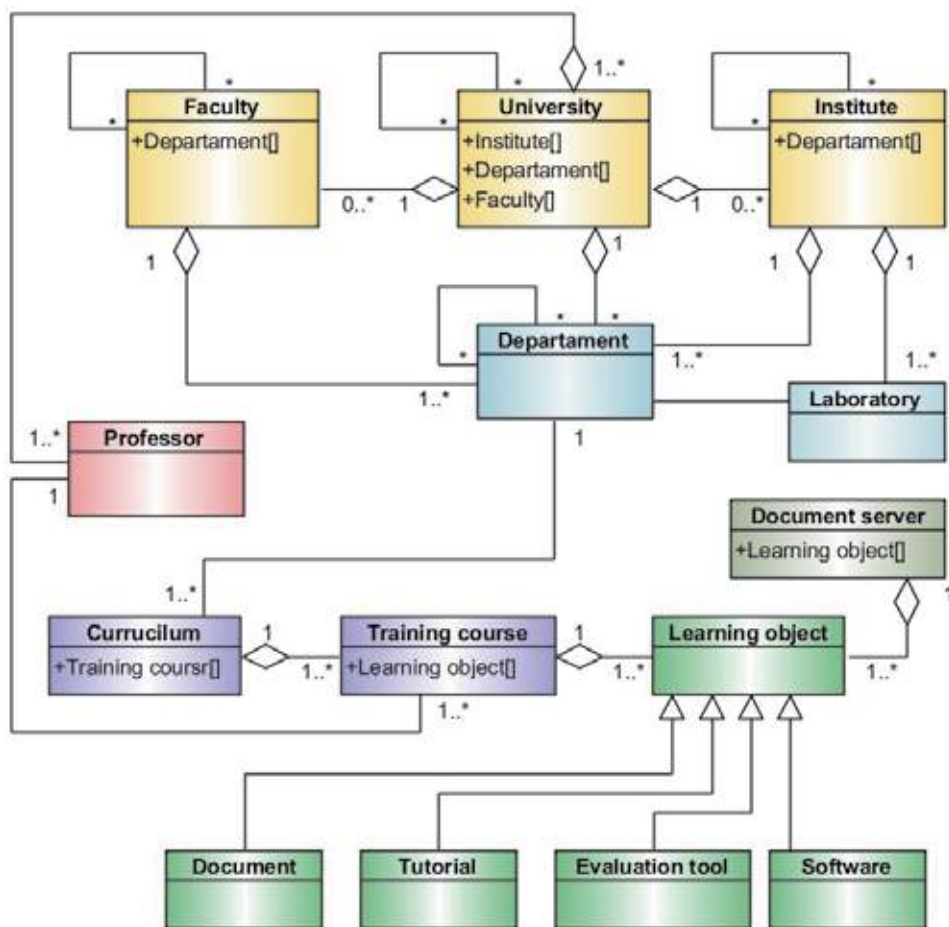 1..*
*
*
*
*
*
*
Faculty
+Departament[]
University
+Institute[]
+Departament[]
+Faculty[]
Institute
+Departament[]
0..*
1
1
0..*
1
1
1
1
*
*
*
Departament
1..*
1..*
1..*
Laboratory
1..*
Professor
1
1
Document server
+Learning object[]
1
1..*
Currucilum
+Training coursr[]
1
1..*
Training course
+Learning object[]
1
1..*
Learning object
1..*
1..*
Document
Tutorial
Evaluation tool
Software